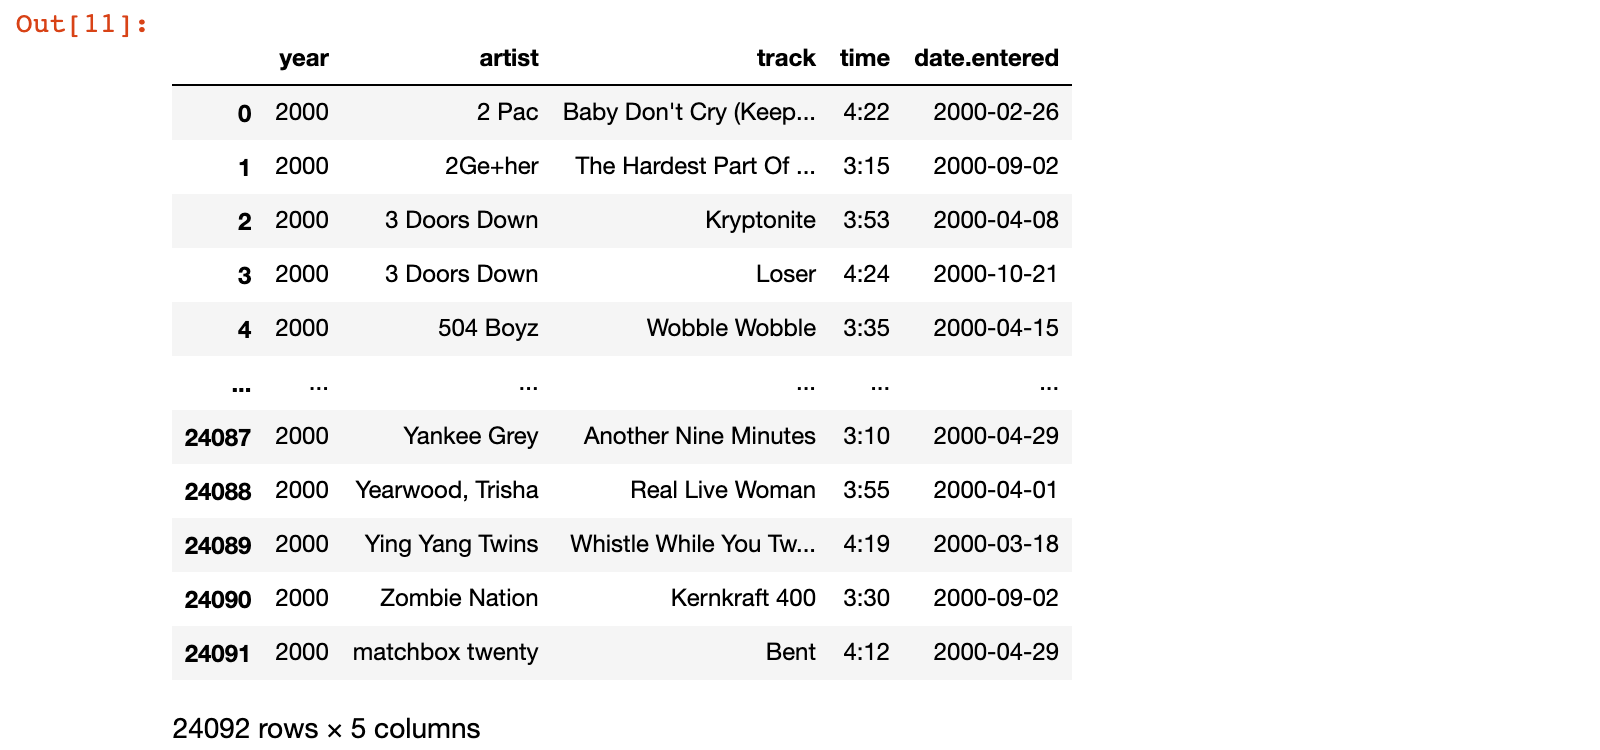 Out[11]:
year artist track time date.entered
0 2000 2 Pac Baby Don't Cry (Keep... 4:22 2000-02-26
1 2000 2Ge+her The Hardest Part Of ... 3:15 2000-09-02
2 2000 3 Doors Down Kryptonite 3:53 2000-04-08
3 2000 3 Doors Down Loser 4:24 2000-10-21
4 2000 504 Boyz Wobble Wobble 3:35 2000-04-15
... ... ... ... ... ...
24087 2000 Yankee Grey Another Nine Minutes 3:10 2000-04-29
24088 2000 Yearwood, Trisha Real Live Woman 3:55 2000-04-01
24089 2000 Ying Yang Twins Whistle While You Tw... 4:19 2000-03-18
24090 2000 Zombie Nation Kernkraft 400 3:30 2000-09-02
24091 2000 matchbox twenty Bent 4:12 2000-04-29
24092 rows × 5 columns